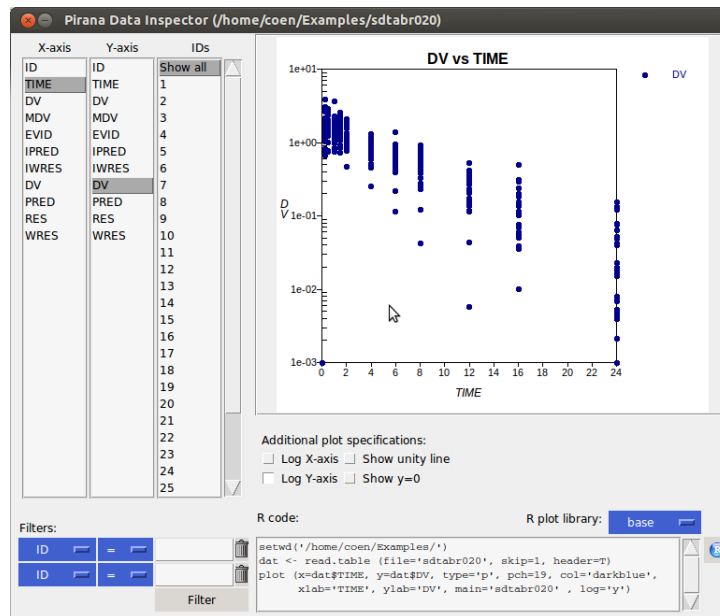 Pirana Data Inspector (/home/coen/Examples/sdtabr020)
X-axis
ID
TIME
DV
MDV
EVID
IPRED
IWRES
DV
PRED
RES
WRES
Y-axis
ID
TIME
DV
MDV
EVID
IPRED
IWRES
DV
PRED
RES
WRES
IDs
Show all
1
2
3
4
5
6
7
8
9
10
11
12
13
14
15
16
17
18
19
20
21
22
23
24
25
DV vs TIME
DV
1e+01
1e+00
1e-01
1e-02
1e-03
DV
0 2 4 6 8 10 12 14 16 18 20 22 24
TIME
Additional plot specifications:
Log X-axis Show unity line
Log Y-axis Show y=0
Filters:
ID =
ID =
Filter
R code:
R plot library: base
setwd('/home/coen/Examples/')
dat <- read.table (file='sdtabr020', skip=1, header=T)
plot (x=dat$TIME, y=dat$DV, type='p', pch=19, col='darkblue',
xlab='TIME', ylab='DV', main='sdtabr020' , log='y')
R